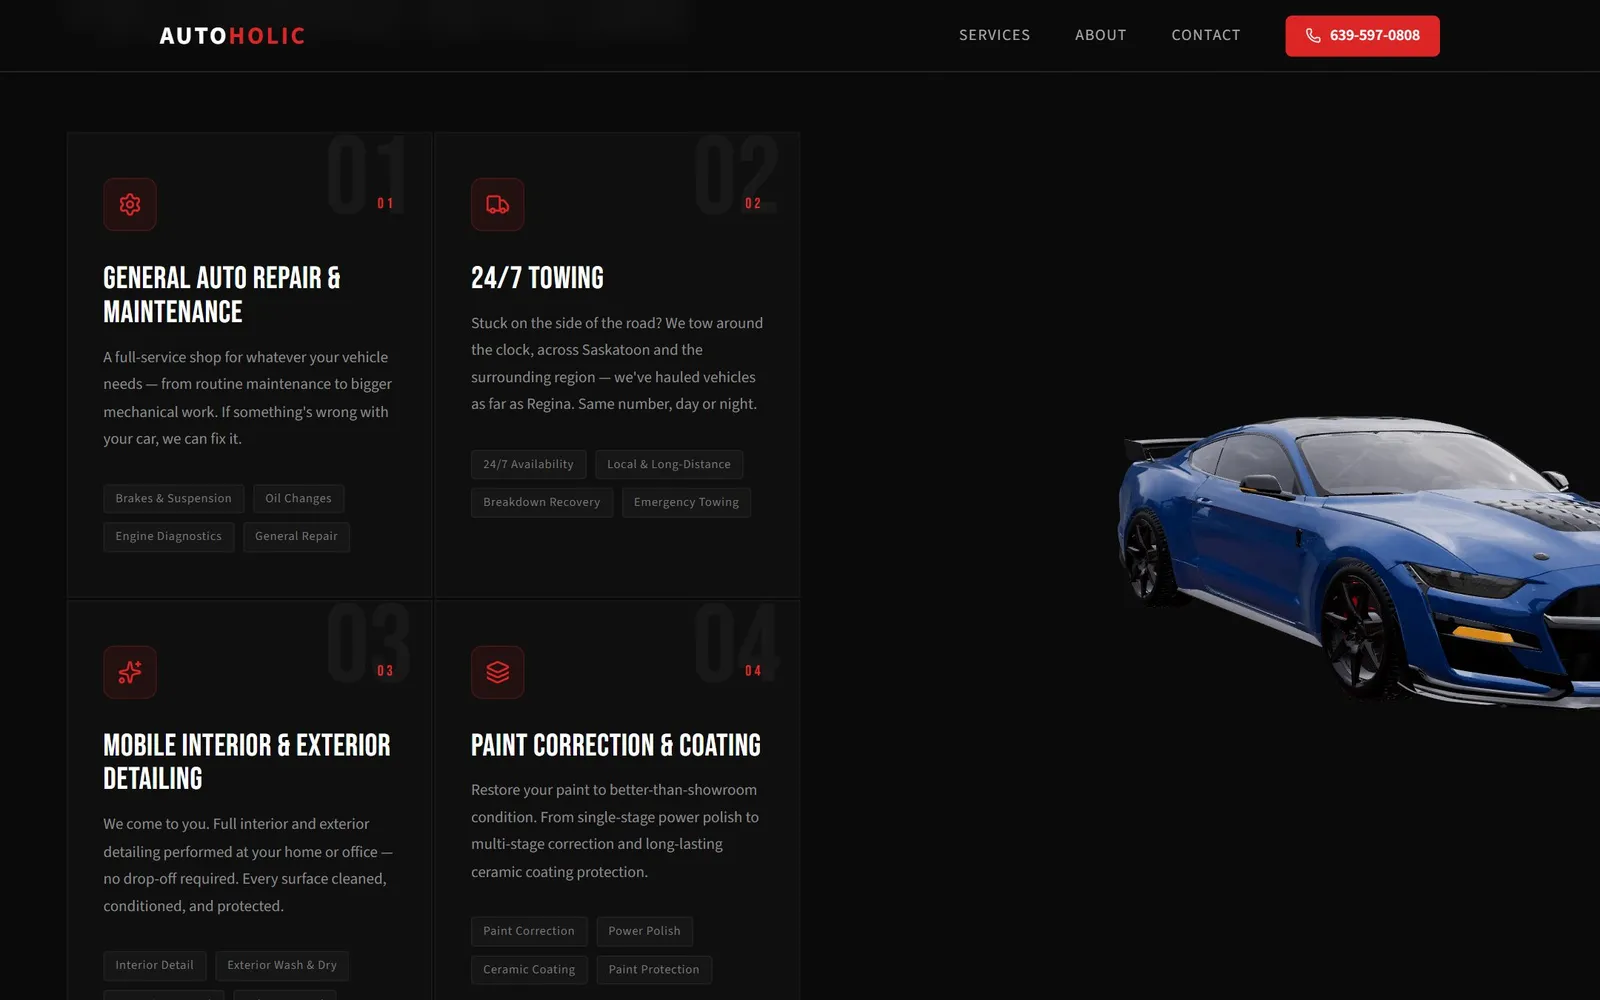 AUTOHOLIC
SERVICES
ABOUT
CONTACT
639-597-0808
01
01
GENERAL AUTO REPAIR &
MAINTENANCE
A full-service shop for whatever your vehicle
needs — from routine maintenance to bigger
mechanical work. If something's wrong with
your car, we can fix it.
Brakes & Suspension
Oil Changes
Engine Diagnostics
General Repair
02
02
24/7 TOWING
Stuck on the side of the road? We tow around
the clock, across Saskatoon and the
surrounding region — we've hauled vehicles
as far as Regina. Same number, day or night.
24/7 Availability
Local & Long-Distance
Breakdown Recovery
Emergency Towing
03
03
MOBILE INTERIOR & EXTERIOR
DETAILING
We come to you. Full interior and exterior
detailing performed at your home or office —
no drop-off required. Every surface cleaned,
conditioned, and protected.
Interior Detail
Exterior Wash & Dry
04
04
PAINT CORRECTION & COATING
Restore your paint to better-than-showroom
condition. From single-stage power polish to
multi-stage correction and long-lasting
ceramic coating protection.
Paint Correction
Power Polish
Ceramic Coating
Paint Protection